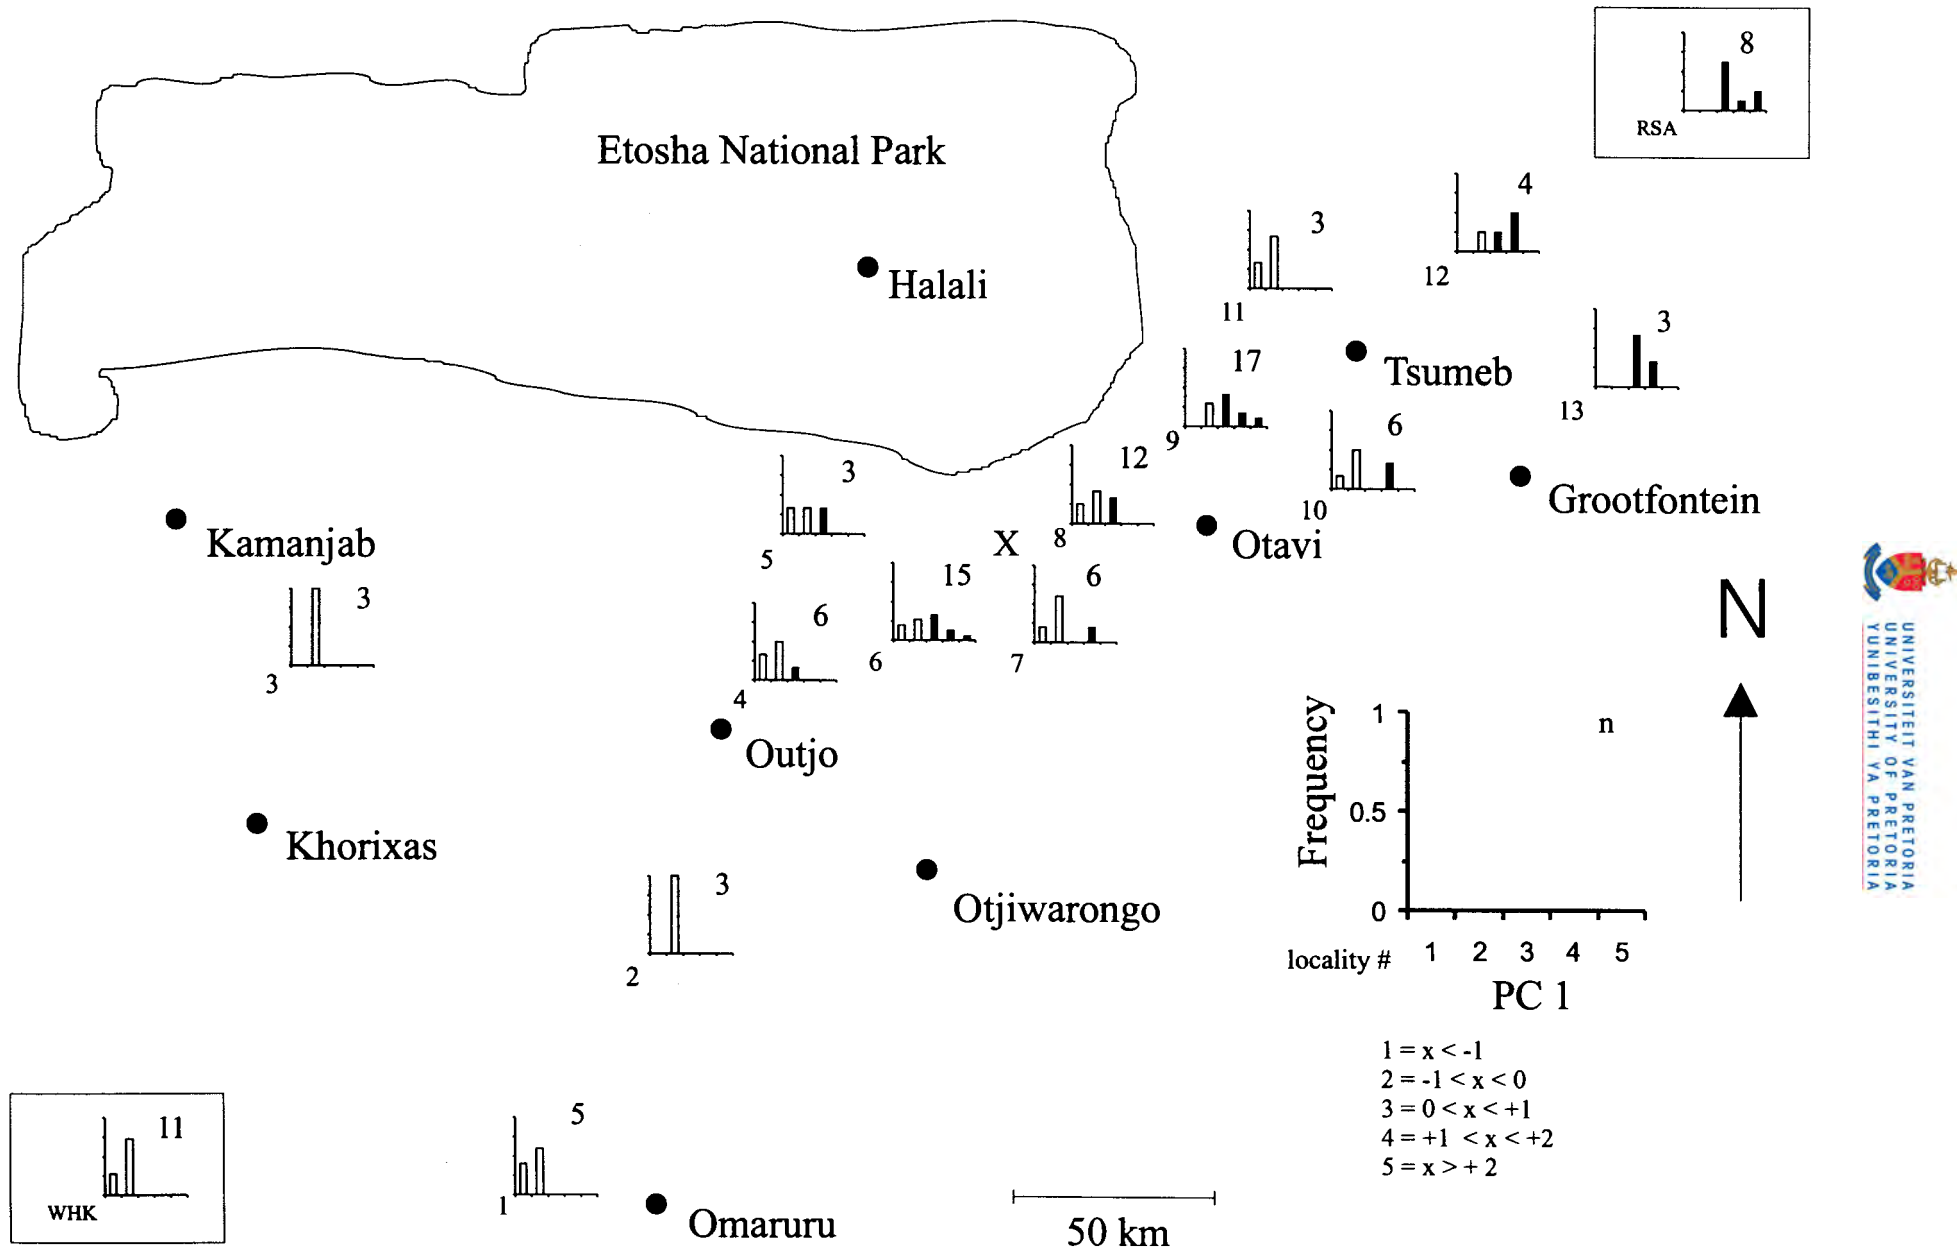 8
RSA
Etosha National Park
4
12
3
11
Halali
3
13
17
9
Tsumeb
6
10
Grootfontein
12
8
Otavi
3
5
X
Kamanjab
3
3
15
6
6
7
6
4
Outjo
N
Khorixas
3
2
Otjiwarongo
Frequency
1
0.5
0
n
locality #
1 2 3 4 5
PC 1
1 = x < -1
2 = -1 < x < 0
3 = 0 < x < +1
4 = +1 < x < +2
5 = x > + 2
11
WHK
5
1
Omaruru
50 km
UNIVERSITEIT VAN PRETORIA
UNIVERSITY OF PRETORIA
YUNIBESITHI YA PRETORIA